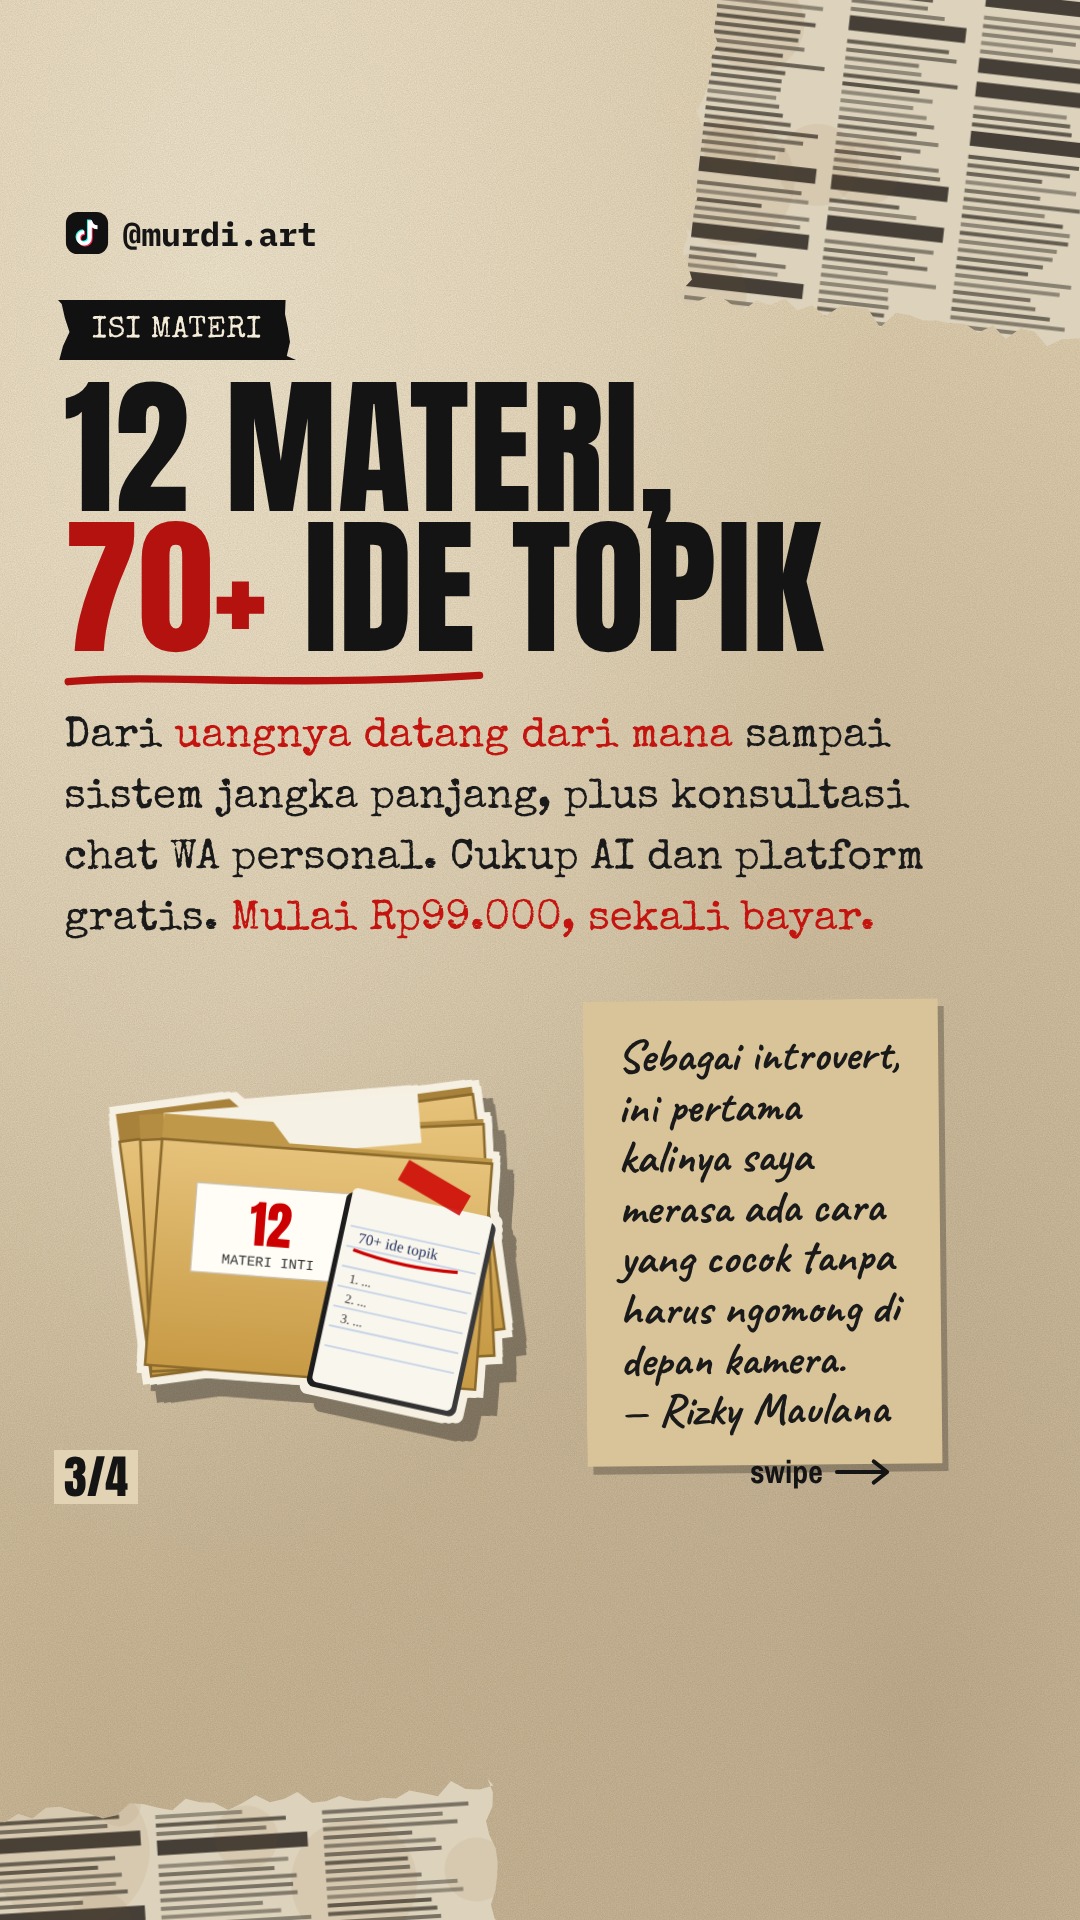 @murdi.art
ISI MATERI
12 MATERI,
70+ IDE TOPIK
Dari uangnya datang dari mana sampai
sistem jangka panjang, plus konsultasi
chat WA personal. Cukup AI dan platform
gratis. Mulai Rp99.000, sekali bayar.
12
MATERI INTI
70+ ide topik
1. ...
2. ...
3. ...
Sebagai introvert,
ini pertama
kalinya saya
merasa ada cara
yang cocok tanpa
harus ngomong di
depan kamera.
— Rizky Maulana
3/4
swipe →